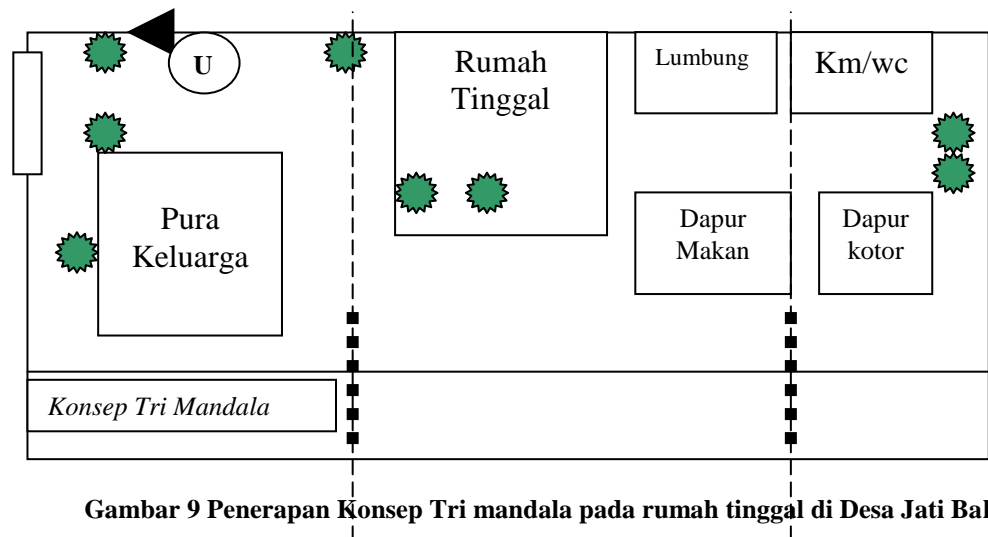 U
Rumah
Tinggal
Lumbung
Km/wc
Pura
Keluarga
Dapur
Makan
Dapur
kotor
Konsep Tri Mandala
Gambar 9 Penerapan Konsep Tri mandala pada rumah tinggal di Desa Jati Bal